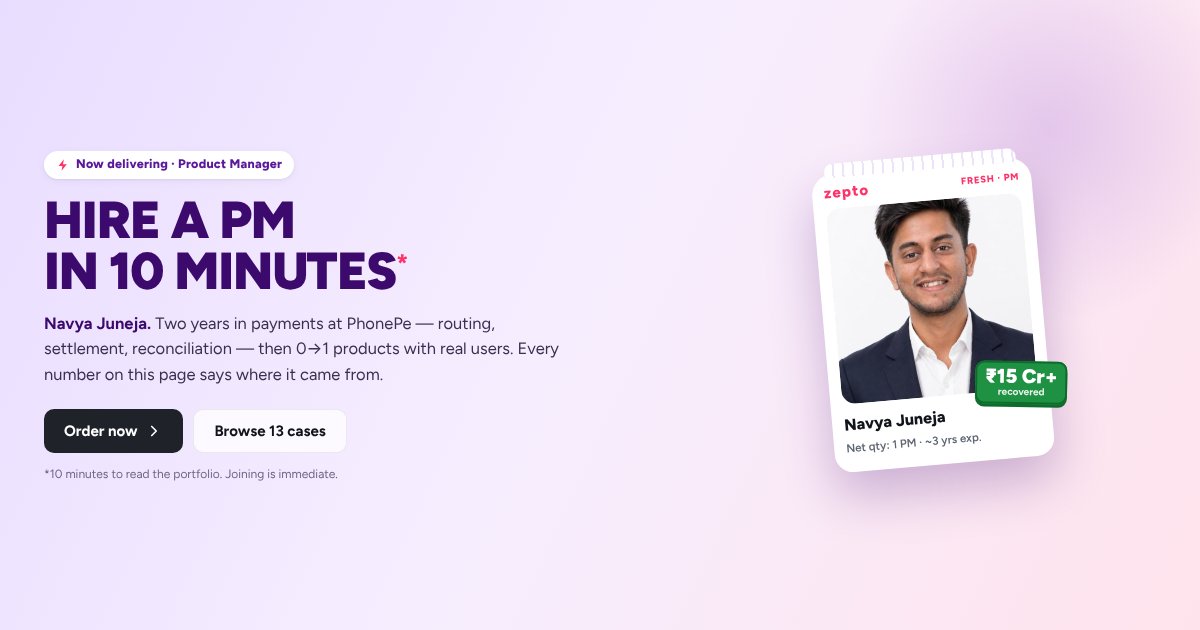 Now delivering · Product Manager
HIRE A PM
IN 10 MINUTES*
Navya Juneja. Two years in payments at PhonePe — routing,
settlement, reconciliation — then 0→1 products with real users. Every
number on this page says where it came from.
Order now
Browse 13 cases
*10 minutes to read the portfolio. Joining is immediate.
zepto
FRESH · PM
₹15 Cr+
recovered
Navya Juneja
Net qty: 1 PM · ~3 yrs exp.